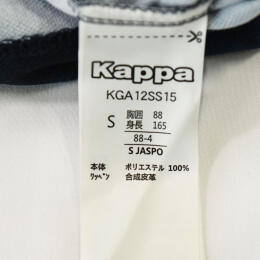 Kappa
KGA12SS15
S 胸囲 88
身長 165
88-4
S JASPO
本体 ポリエステル 100%
ワッペン 合成皮革